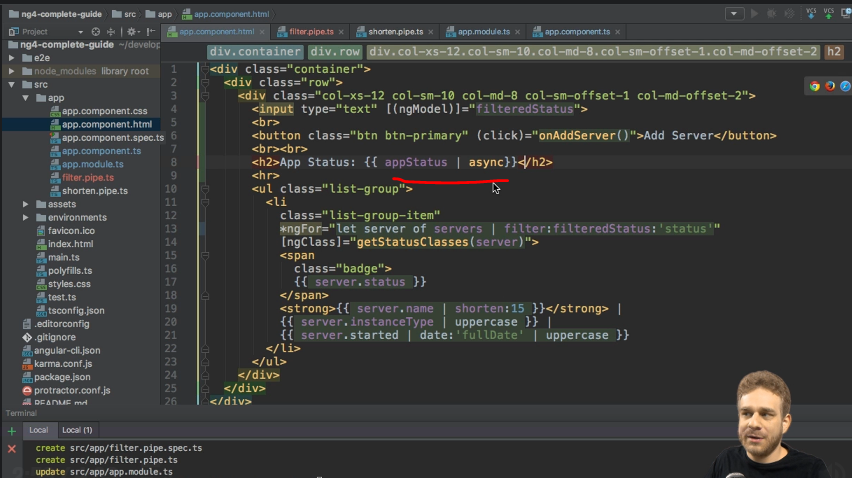 ng4-complete-guide src app app.component.html
Project
app.component.html filter.pipe.ts shorten.pipe.ts app.module.ts app.component.ts
ng4-complete-guide ~/develop
e2e
node_modules library root
src
app
app.component.css
app.component.html
app.component.spec.ts
app.component.ts
app.module.ts
filter.pipe.ts
shorten.pipe.ts
assets
environments
favicon.ico
index.html
main.ts
polyfills.ts
styles.css
test.ts
tsconfig.json
.editorconfig
.gitignore
angular-cli.json
karma.conf.js
package.json
protractor.conf.js
README.md
div.container div.row div.col-xs-12.col-sm-10.col-md-8.col-sm-offset-1.col-md-offset-2 h2
1 <div class="container">
2 <div class="row">
3 <div class="col-xs-12 col-sm-10 col-md-8 col-sm-offset-1 col-md-offset-2">
4 <input type="text" [(ngModel)]="filteredStatus">
5 <br>
6 <button class="btn btn-primary" (click)="onAddServer()">Add Server</button>
7 <br><br>
8 <h2>App Status: {{ appStatus | async}}</h2>
9 <hr>
10 <ul class="list-group">
11 <li
12 class="list-group-item"
13 *ngFor="let server of servers | filter:filteredStatus:'status'"
14 [ngClass]="getStatusClasses(server)">
15 <span
16 class="badge">
17 {{ server.status }}
18 </span>
19 <strong>{{ server.name | shorten:15 }}</strong> |
20 {{ server.instanceType | uppercase }} |
21 {{ server.started | date:'fullDate' | uppercase }}
22 </li>
23 </ul>
24 </div>
25 </div>
26 </div>
VCS VCS
Terminal
Local Local (1)
create src/app/filter.pipe.spec.ts
create src/app/filter.pipe.ts
update src/app/app.module.ts